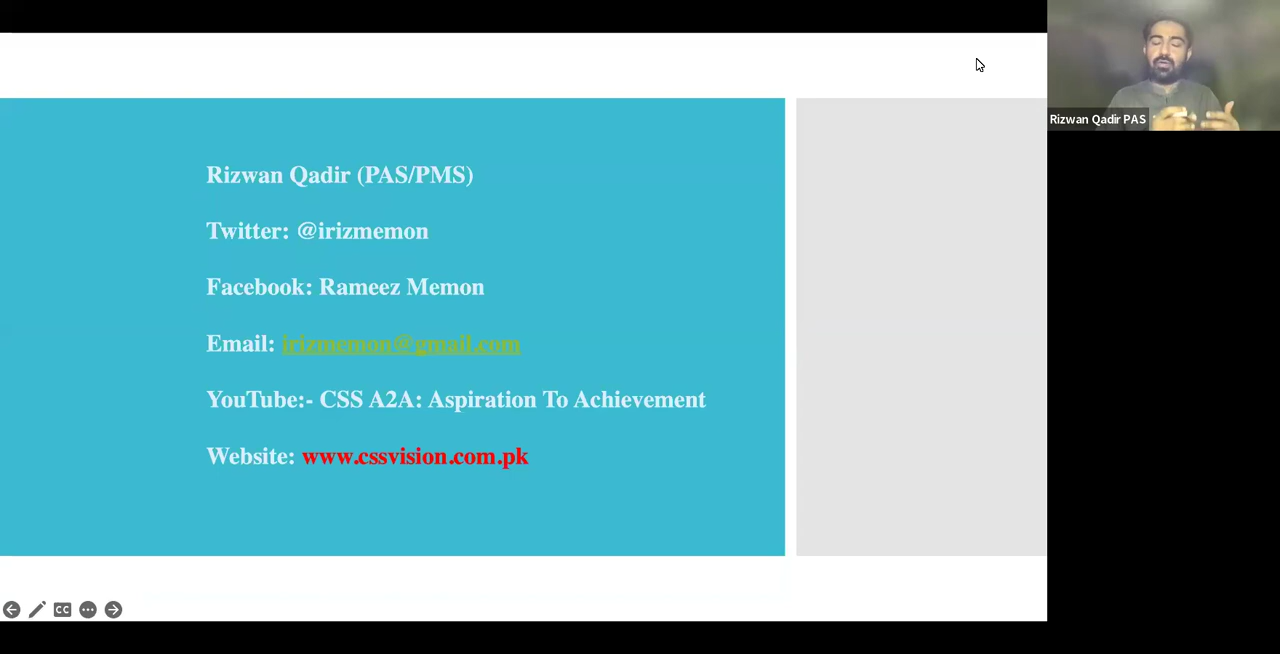 Rizwan Qadir (PAS/PMS)
Twitter: @irizmemon
Facebook: Rameez Memon
Email: irizmemon@gmail.com
YouTube:- CSS A2A: Aspiration To Achievement
Website: www.cssvision.com.pk
Rizwan Qadir PAS
CC